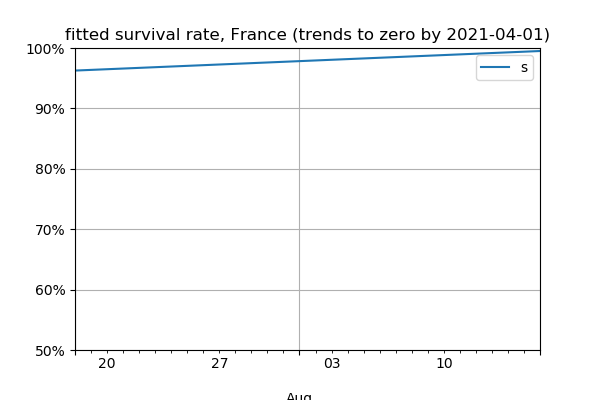 fitted survival rate, France (trends to zero by 2021-04-01)
100%
s
90%
80%
70%
60%
50%
20 27 03 10
Aug